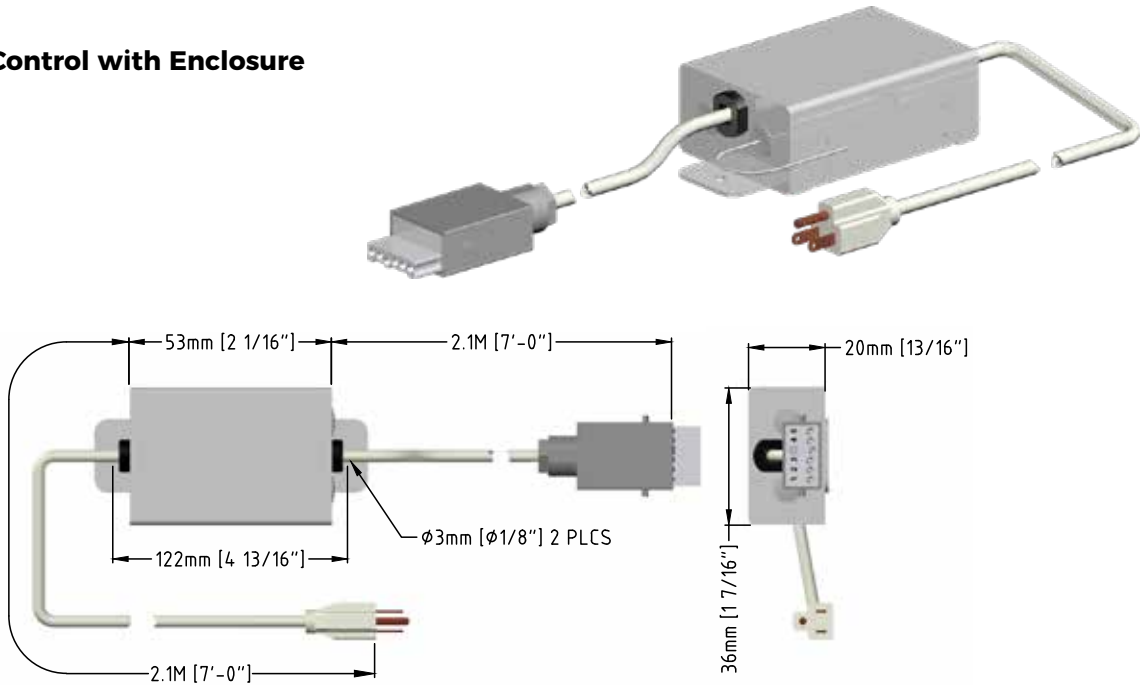 Control with Enclosure
53mm [2 1/16"]
2.1M [7'-0"]
20mm [13/16"]
Ø3mm [Ø1/8"] 2 PLCS
122mm [4 13/16"]
36mm [1 7/16"]
2.1M [7'-0"]